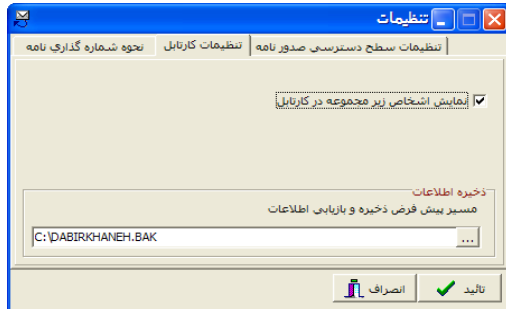 تنظیمات
تنظیمات سطح دسترسی صدور نامه
تنظیمات کارتابل
نحوه شماره گذاری نامه
نمایش اشخاص زیر مجموعه در کارتابل
ذخیره اطلاعات
مسیر پیش فرض ذخیره و بازیابی اطلاعات
C:\DABIRKHANEH.BAK
...
تائید
انصراف